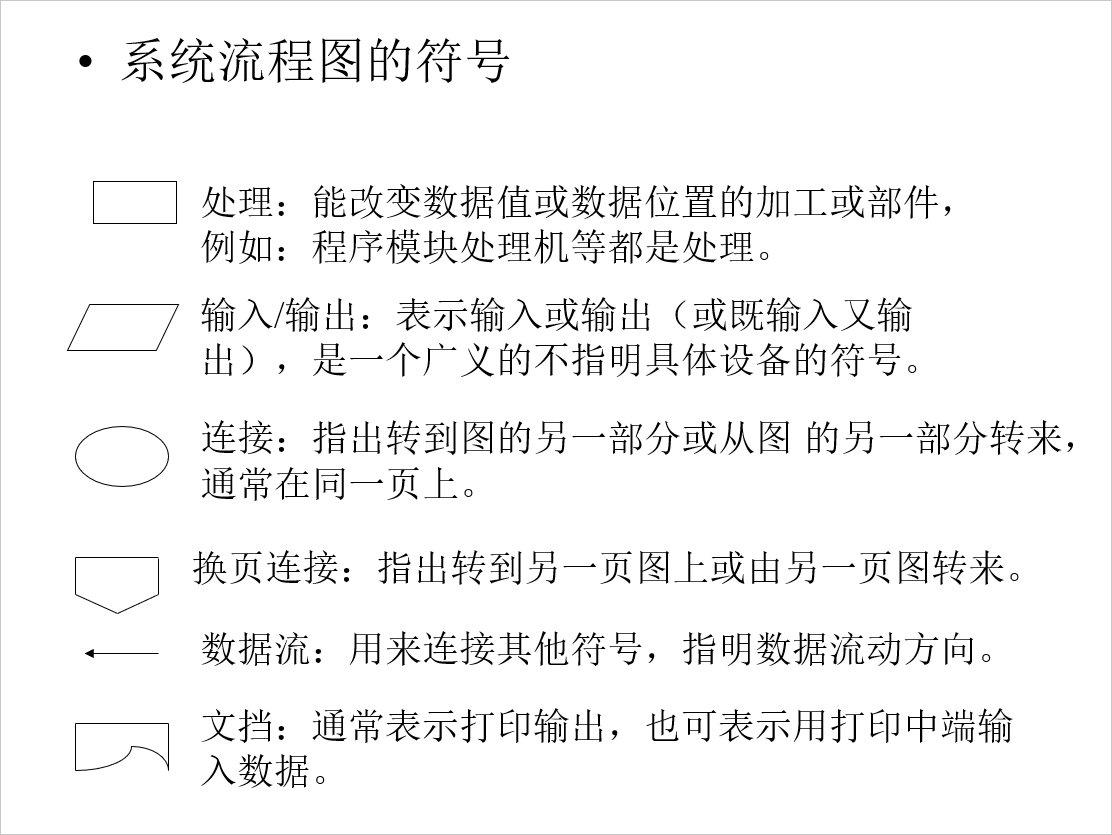 • 系统流程图的符号
处理：能改变数据值或数据位置的加工或部件，
例如：程序模块处理机等都是处理。
输入/输出：表示输入或输出（或既输入又输
出），是一个广义的不指明具体设备的符号。
连接：指出转到图的另一部分或从图 的另一部分转来，
通常在同一页上。
换页连接：指出转到另一页图上或由另一页图转来。
数据流：用来连接其他符号，指明数据流动方向。
文挡：通常表示打印输出，也可表示用打印中端输
入数据。